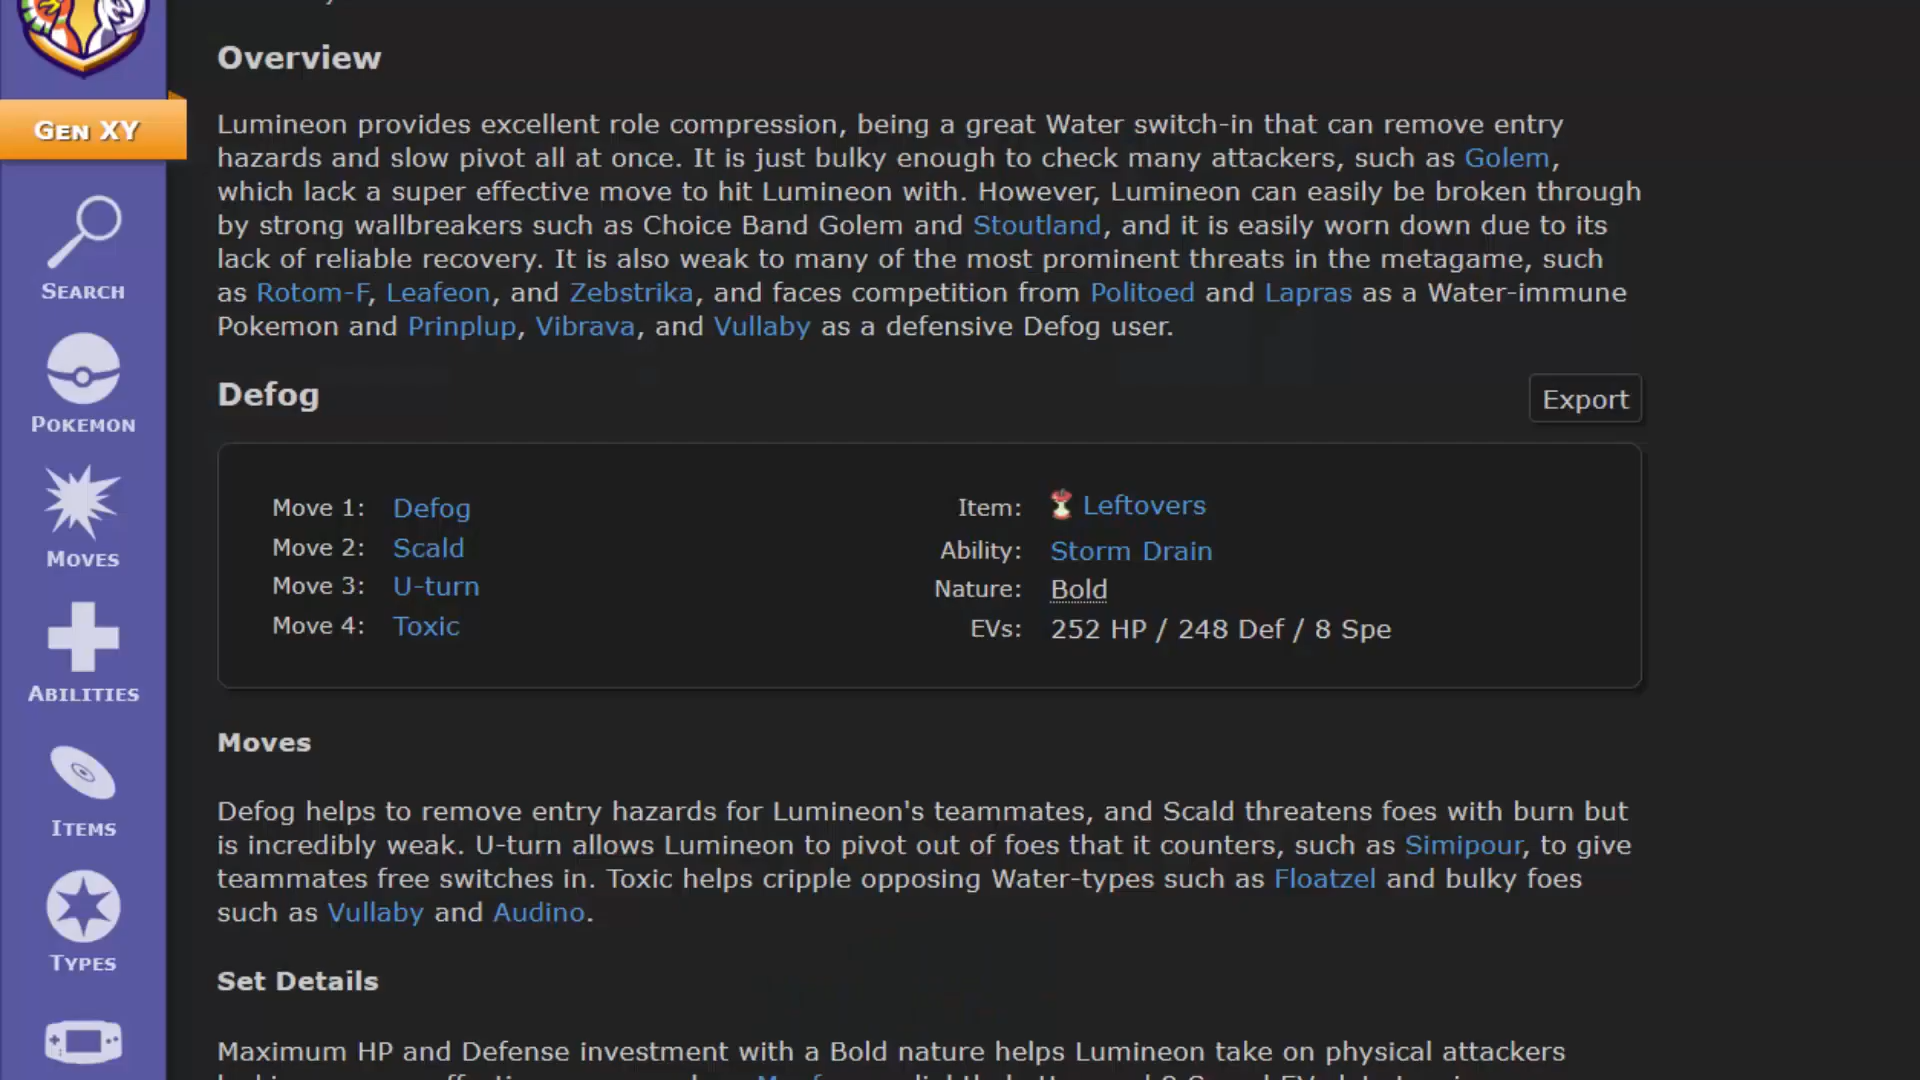 Overview
GEN XY
Lumineon provides excellent role compression, being a great Water switch-in that can remove entry
hazards and slow pivot all at once. It is just bulky enough to check many attackers, such as Golem,
which lack a super effective move to hit Lumineon with. However, Lumineon can easily be broken through
by strong wallbreakers such as Choice Band Golem and Stoutland, and it is easily worn down due to its
lack of reliable recovery. It is also weak to many of the most prominent threats in the metagame, such
as Rotom-F, Leafeon, and Zebstrika, and faces competition from Politoed and Lapras as a Water-immune
Pokemon and Prinplup, Vibrava, and Vullaby as a defensive Defog user.
SEARCH
POKEMON
MOVES
ABILITIES
ITEMS
TYPES
Defog
Export
Move 1: Defog
Move 2: Scald
Move 3: U-turn
Move 4: Toxic
Item: Leftovers
Ability: Storm Drain
Nature: Bold
EVs: 252 HP / 248 Def / 8 Spe
Moves
Defog helps to remove entry hazards for Lumineon's teammates, and Scald threatens foes with burn but
is incredibly weak. U-turn allows Lumineon to pivot out of foes that it counters, such as Simipour, to give
teammates free switches in. Toxic helps cripple opposing Water-types such as Floatzel and bulky foes
such as Vullaby and Audino.
Set Details
Maximum HP and Defense investment with a Bold nature helps Lumineon take on physical attackers